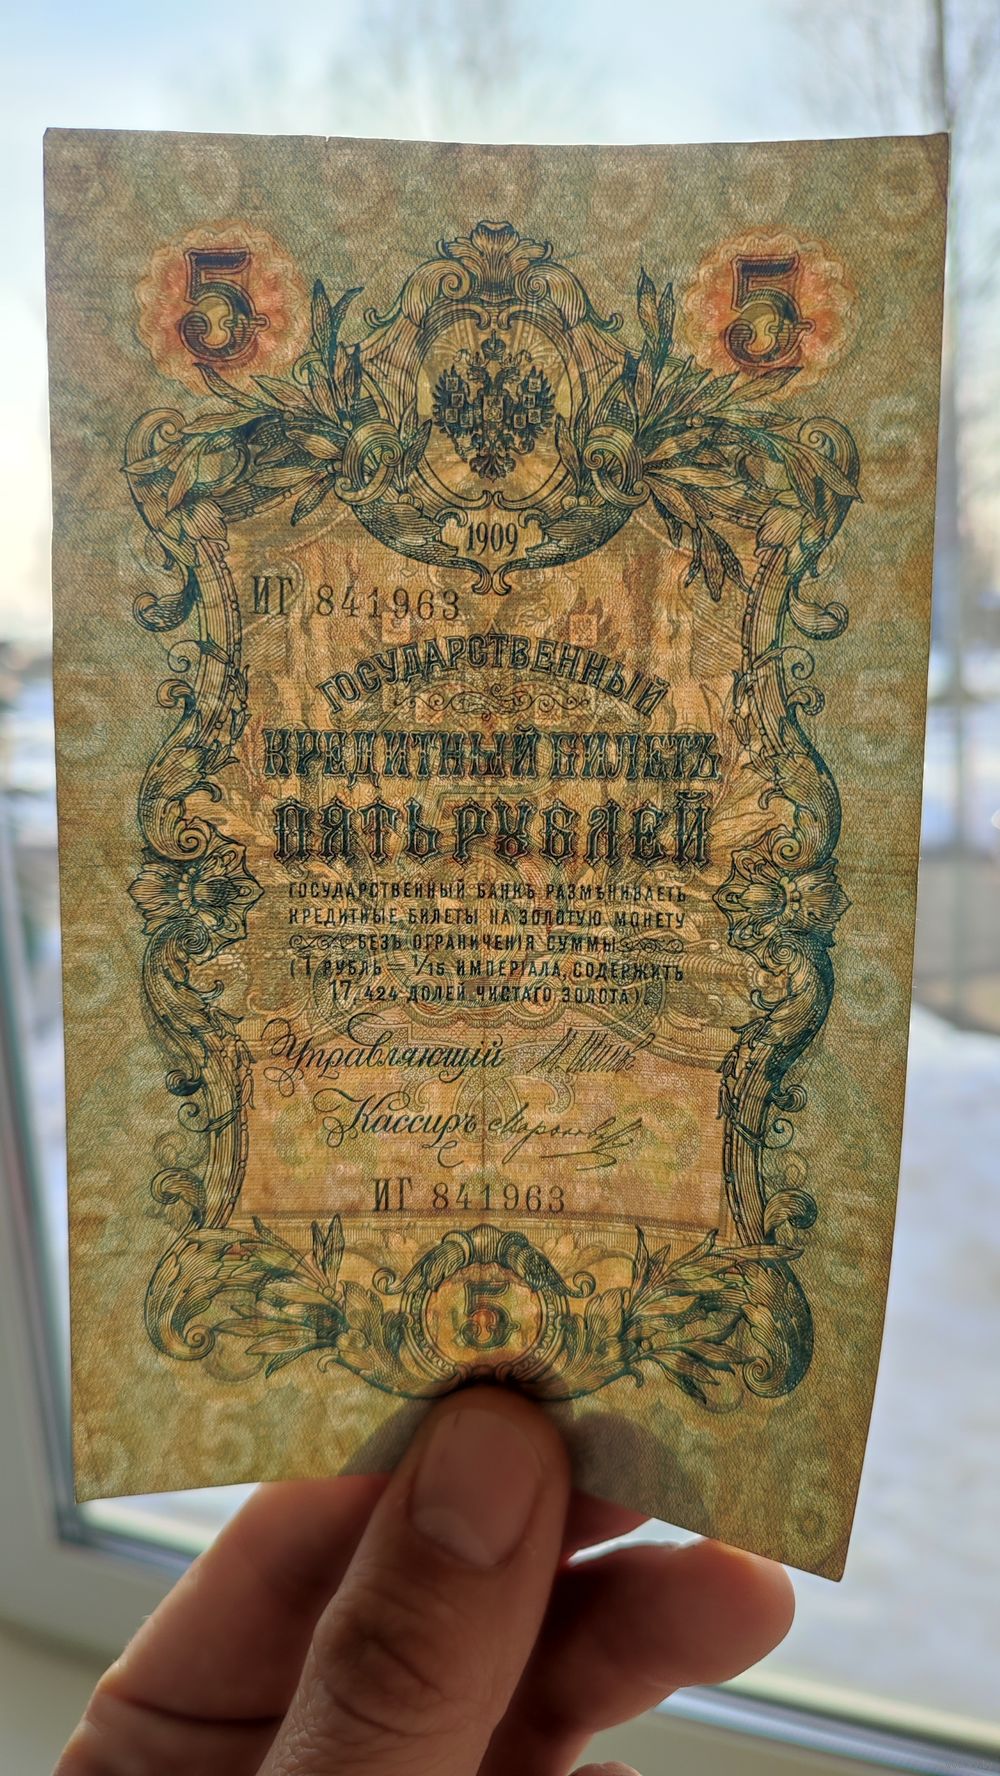 5 5
1909
ИГ 841963
ГОСУДАРСТВЕННЫЙ
КРЕДИТНЫЙ БИЛЕТЪ
ПЯТЬ РУБЛЕЙ
ГОСУДАРСТВЕННЫЙ БАНКЪ РАЗМѢНИВАЕТЪ
КРЕДИТНЫЕ БИЛЕТЫ НА ЗОЛОТУЮ МОНЕТУ
БЕЗЪ ОГРАНИЧЕНІЯ СУММЫ
(1 РУБЛЬ = 1/15 ИМПЕРІАЛА, СОДЕРЖИТЪ
17,424 ДОЛЕЙ ЧИСТАГО ЗОЛОТА).
Управляющій
Кассиръ
ИГ 841963
5